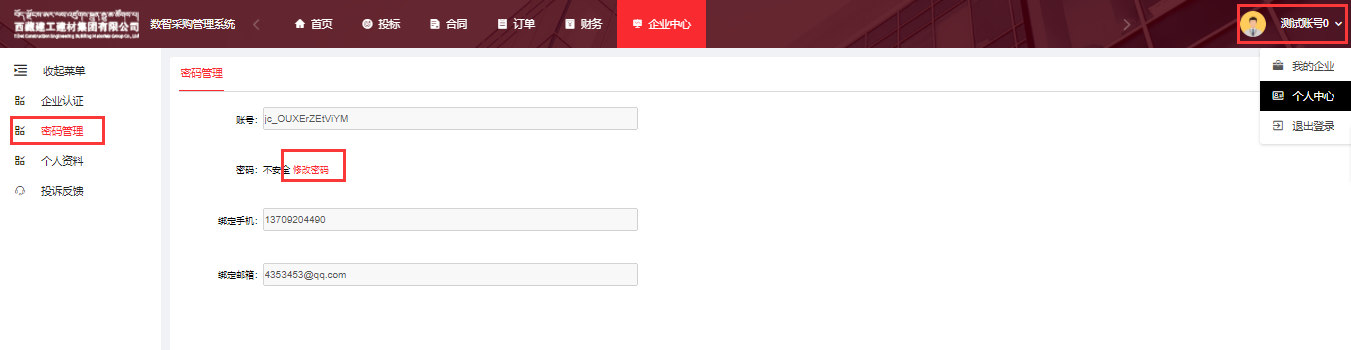 西藏建工建材集团有限公司
数智采购管理系统
首页
投标
合同
订单
财务
企业中心
测试账号0
我的企业
个人中心
退出登录
收起菜单
企业认证
密码管理
个人资料
投诉反馈
密码管理
账号: jc_OUXErZEtViYM
密码: 不安全 修改密码
绑定手机: 13709204490
绑定邮箱: 4353453@qq.com